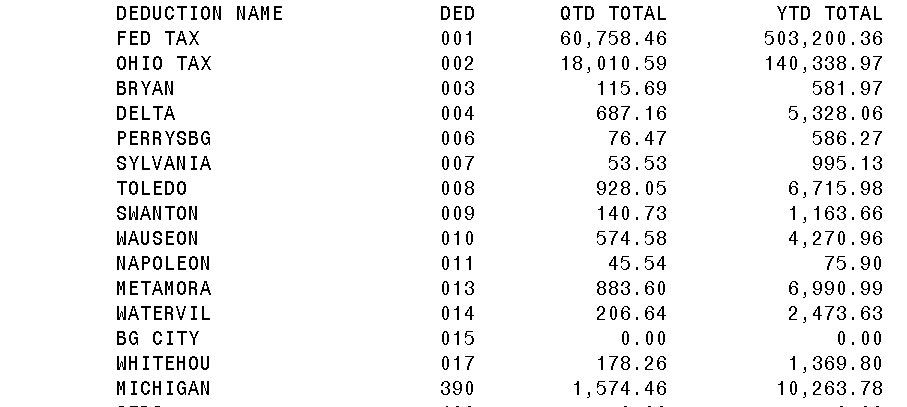 DEDUCTION NAME DED QTD TOTAL YTD TOTAL
FED TAX 001 60,758.46 503,200.36
OHIO TAX 002 18,010.59 140,338.97
BRYAN 003 115.69 581.97
DELTA 004 687.16 5,328.06
PERRYSBG 006 76.47 586.27
SYLVANIA 007 53.53 995.13
TOLEDO 008 928.05 6,715.98
SWANTON 009 140.73 1,163.66
WAUSEON 010 574.58 4,270.96
NAPOLEON 011 45.54 75.90
METAMORA 013 883.60 6,990.99
WATERVIL 014 206.64 2,473.63
BG CITY 015 0.00 0.00
WHITEHOU 017 178.26 1,369.80
MICHIGAN 390 1,574.46 10,263.78